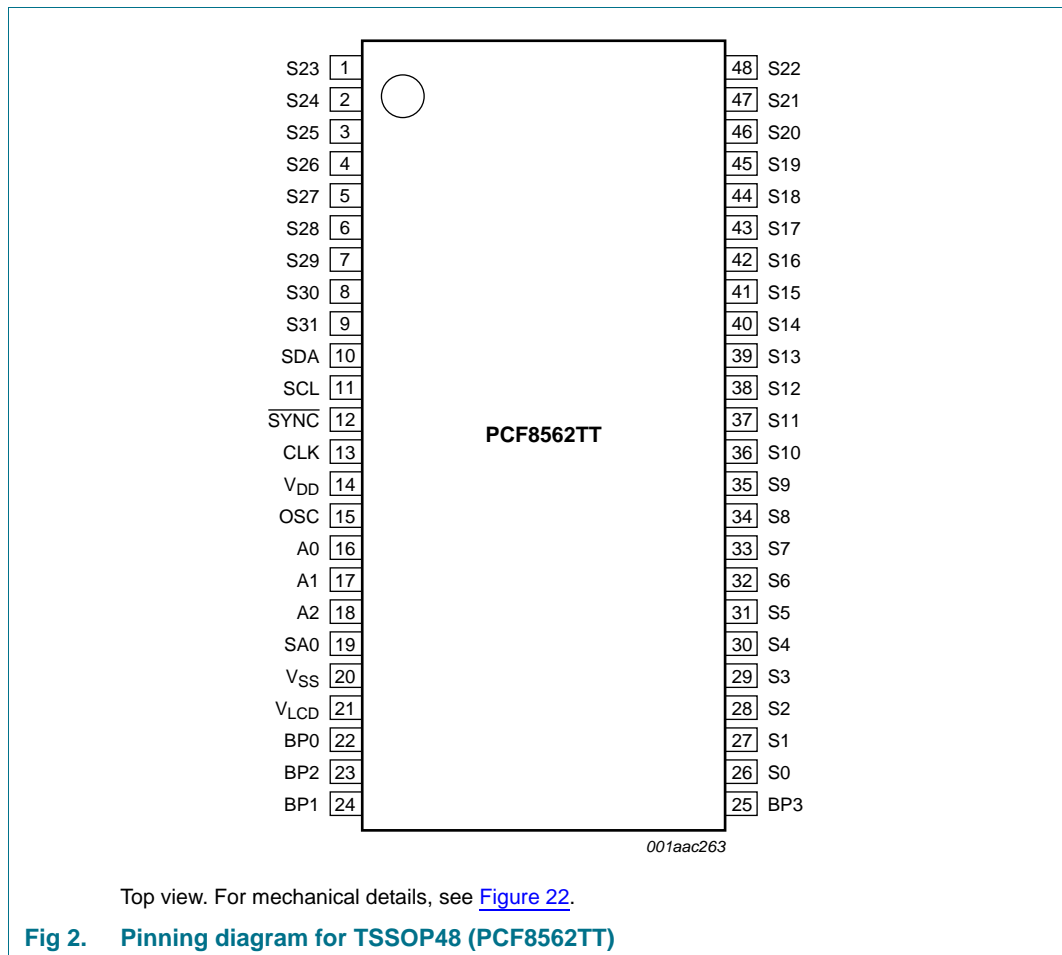 S23 1 48 S22
S24 2 47 S21
S25 3 46 S20
S26 4 45 S19
S27 5 44 S18
S28 6 43 S17
S29 7 42 S16
S30 8 41 S15
S31 9 40 S14
SDA 10 39 S13
SCL 11 38 S12
SYNC 12 37 S11
PCF8562TT
CLK 13 36 S10
VDD 14 35 S9
OSC 15 34 S8
A0 16 33 S7
A1 17 32 S6
A2 18 31 S5
SA0 19 30 S4
VSS 20 29 S3
VLCD 21 28 S2
BP0 22 27 S1
BP2 23 26 S0
BP1 24 25 BP3
001aac263
Top view. For mechanical details, see Figure 22.
Fig 2. Pinning diagram for TSSOP48 (PCF8562TT)